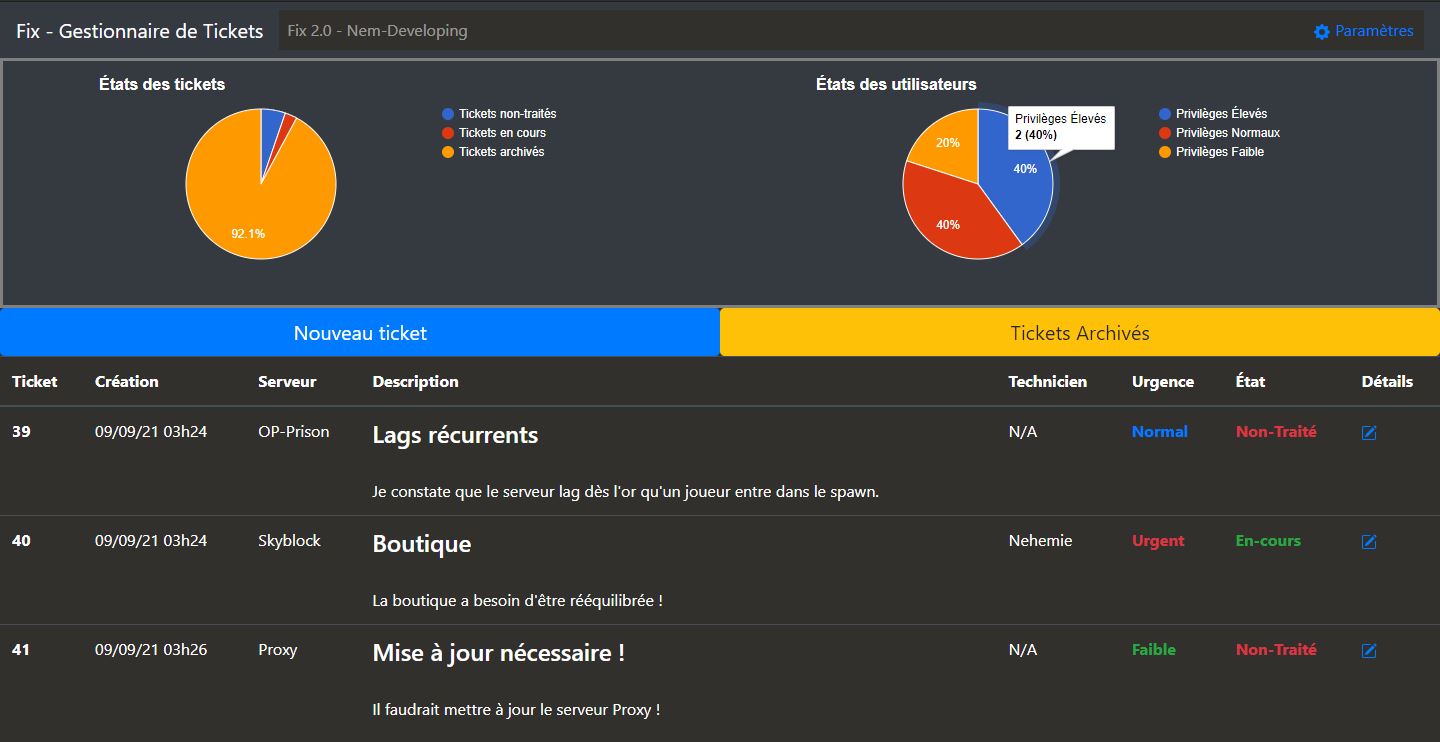 Fix - Gestionnaire de Tickets
Fix 2.0 - Nem-Developing
Paramètres
États des tickets
Tickets non-traités
Tickets en cours
Tickets archivés
92.1%
États des utilisateurs
Privilèges Élevés
2 (40%)
20%
40%
40%
Privilèges Élevés
Privilèges Normaux
Privilèges Faible
Nouveau ticket
Tickets Archivés
Ticket Création Serveur Description Technicien Urgence État Détails
39 09/09/21 03h24 OP-Prison Lags récurrents N/A Normal Non-Traité
Je constate que le serveur lag dès l'or qu'un joueur entre dans le spawn.
40 09/09/21 03h24 Skyblock Boutique Nehemie Urgent En-cours
La boutique a besoin d'être rééquilibrée !
41 09/09/21 03h26 Proxy Mise à jour nécessaire ! N/A Faible Non-Traité
Il faudrait mettre à jour le serveur Proxy !